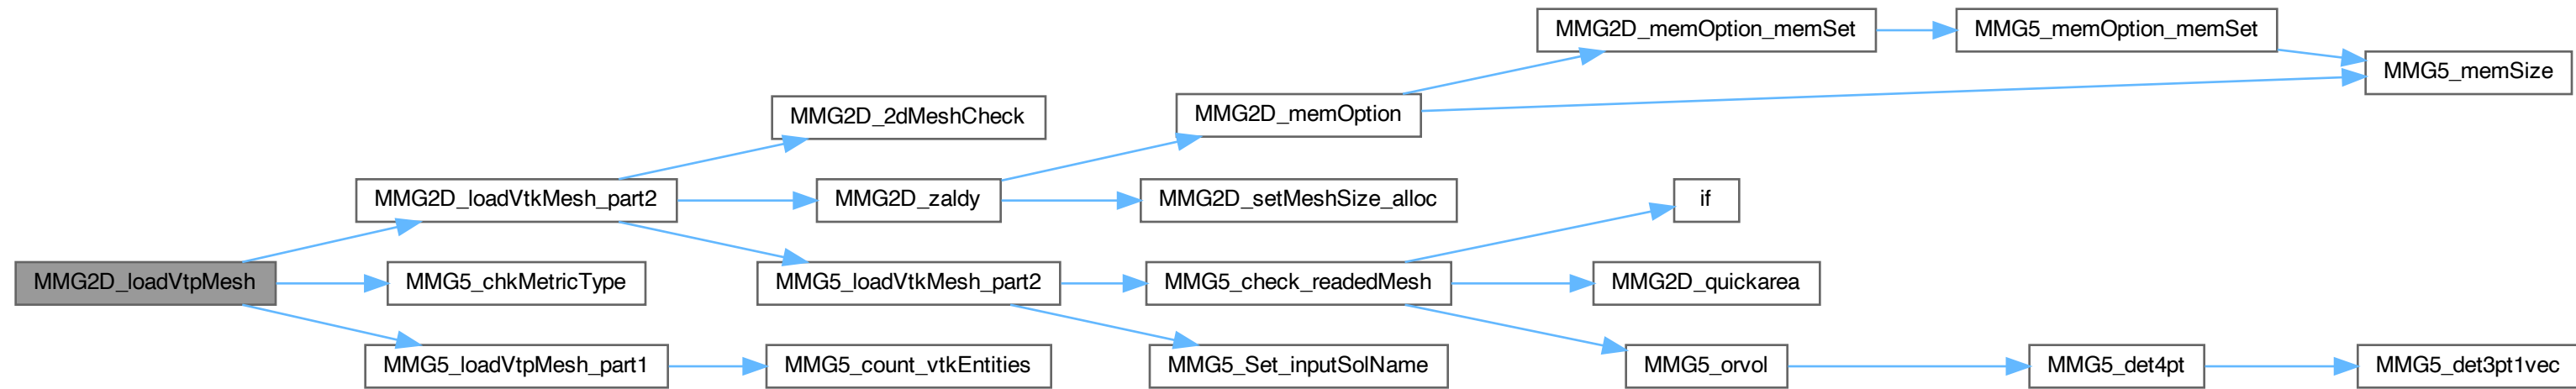 MMG2D_memOption_memSet
MMG5_memOption_memSet
MMG5_memSize
MMG2D_2dMeshCheck
MMG2D_memOption
MMG2D_loadVtkMesh_part2
MMG2D_zaldy
MMG2D_setMeshSize_alloc
if
MMG2D_loadVtpMesh
MMG5_chkMetricType
MMG5_loadVtkMesh_part2
MMG5_check_readedMesh
MMG2D_quickarea
MMG5_loadVtpMesh_part1
MMG5_count_vtkEntities
MMG5_Set_inputSolName
MMG5_orvol
MMG5_det4pt
MMG5_det3pt1vec